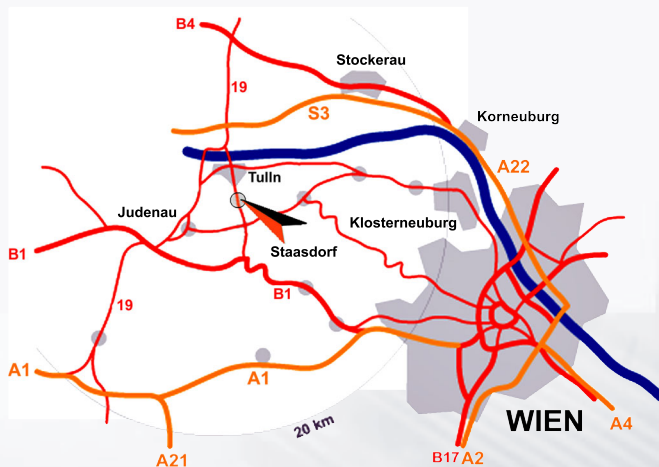 B4
Stockerau
19
S3
Korneuburg
A22
Tulln
Judenau
Klosterneuburg
Staasdorf
B1
B1
19
A1
A1
20 km
WIEN
A4
A21
B17 A2